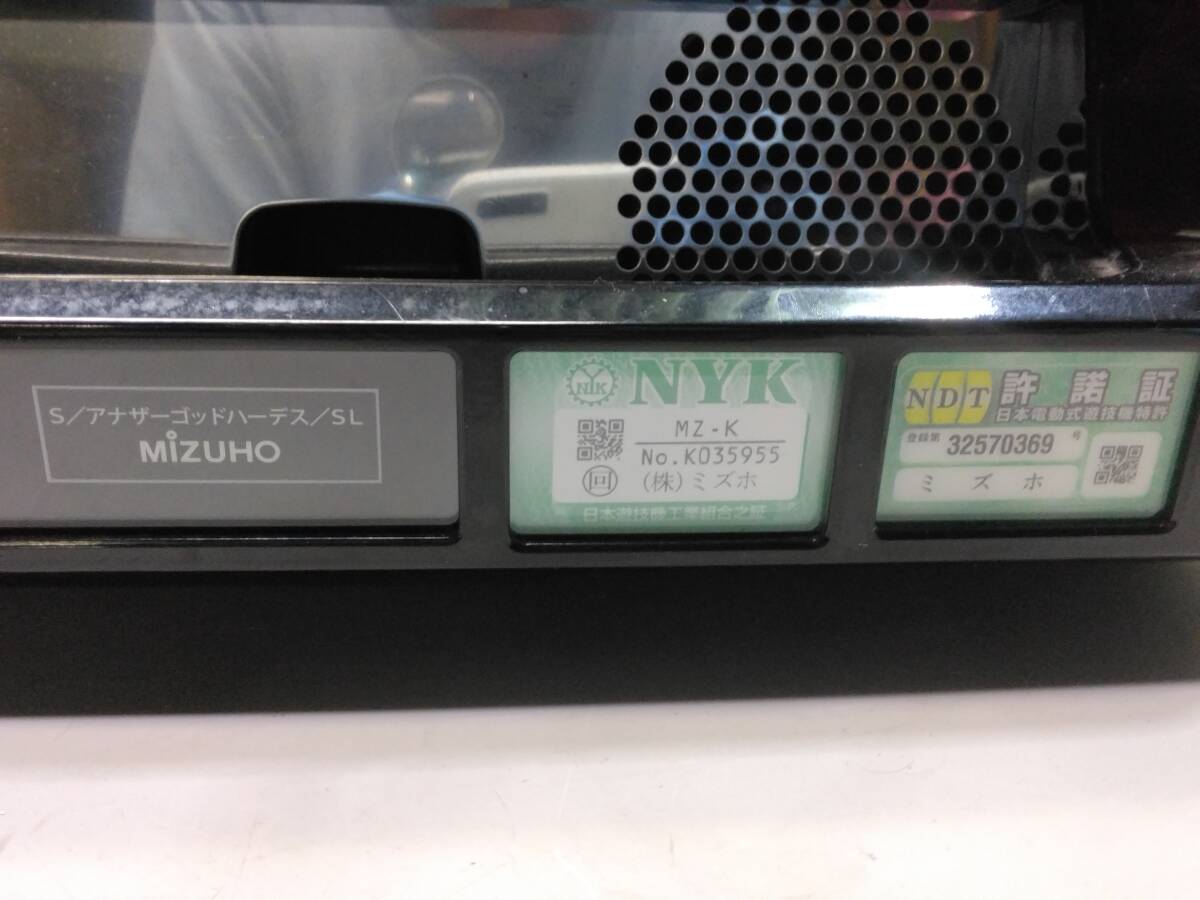 S/アナザーゴッドハーデス/SL
MIZUHO
NYK
NYK
MZ-K
No.K035955
回 (株)ミズホ
日本遊技機工業組合之証
NDT 許諾証
日本電動式遊技機特許
登録第 32570369 号
ミズホ